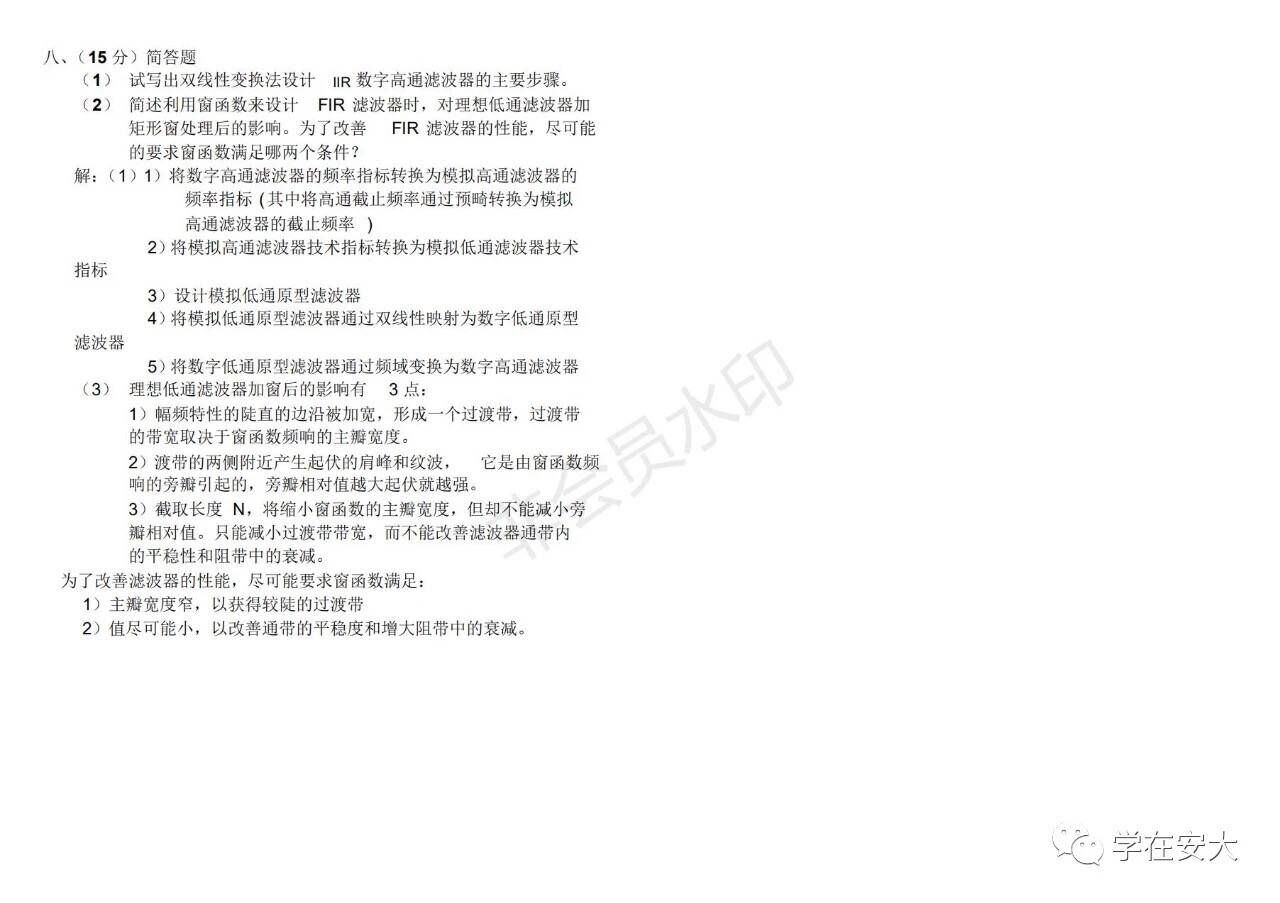 八、（15 分）简答题
（1） 试写出双线性变换法设计 IIR 数字高通滤波器的主要步骤。
（2） 简述利用窗函数来设计 FIR 滤波器时，对理想低通滤波器加
矩形窗处理后的影响。为了改善 FIR 滤波器的性能，尽可能
的要求窗函数满足哪两个条件？
解：（1）1）将数字高通滤波器的频率指标转换为模拟高通滤波器的
频率指标 (其中将高通截止频率通过预畸转换为模拟
高通滤波器的截止频率 )
2）将模拟高通滤波器技术指标转换为模拟低通滤波器技术
指标
3）设计模拟低通原型滤波器
4）将模拟低通原型滤波器通过双线性映射为数字低通原型
滤波器
5）将数字低通原型滤波器通过频域变换为数字高通滤波器
（3） 理想低通滤波器加窗后的影响有 3 点：
1）幅频特性的陡直的边沿被加宽，形成一个过渡带，过渡带
的带宽取决于窗函数频响的主瓣宽度。
2）渡带的两侧附近产生起伏的肩峰和纹波， 它是由窗函数频
响的旁瓣引起的，旁瓣相对值越大起伏就越强。
3）截取长度 N，将缩小窗函数的主瓣宽度，但却不能减小旁
瓣相对值。只能减小过渡带带宽，而不能改善滤波器通带内
的平稳性和阻带中的衰减。
为了改善滤波器的性能，尽可能要求窗函数满足：
1）主瓣宽度窄，以获得较陡的过渡带
2）值尽可能小，以改善通带的平稳度和增大阻带中的衰减。
非会员水印
学在安大